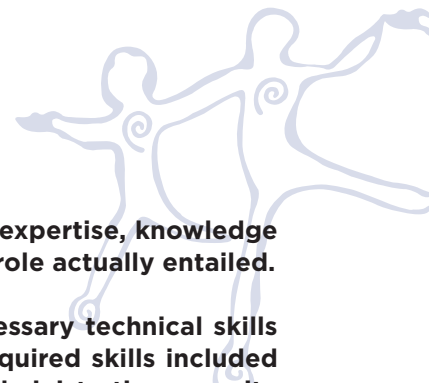 expertise, knowledge
role actually entailed.
essary technical skills
quired skills included